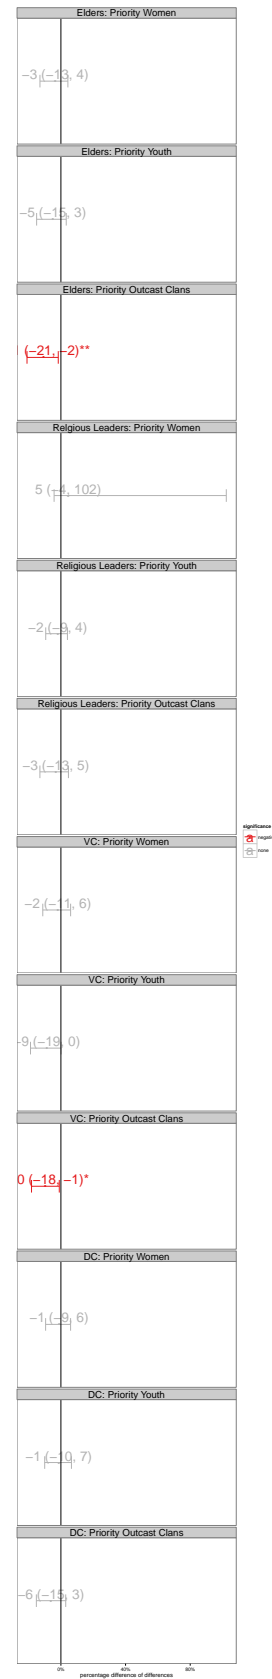 Elders: Priority Women
−3 (−13, 4)
Elders: Priority Youth
−5 (−15, 3)
Elders: Priority Outcast Clans
(−21, −2)**
Relgious Leaders: Priority Women
5 (−4, 102)
Religious Leaders: Priority Youth
−2 (−9, 4)
Religious Leaders: Priority Outcast Clans
−3 (−13, 5)
VC: Priority Women
−2 (−11, 6)
VC: Priority Youth
−9 (−19, 0)
VC: Priority Outcast Clans
0 (−18, −1)*
DC: Priority Women
−1 (−9, 6)
DC: Priority Youth
−1 (−10, 7)
DC: Priority Outcast Clans
−6 (−15, 3)
significance
a negati
a none
0% 40% 80%
percentage difference of differences